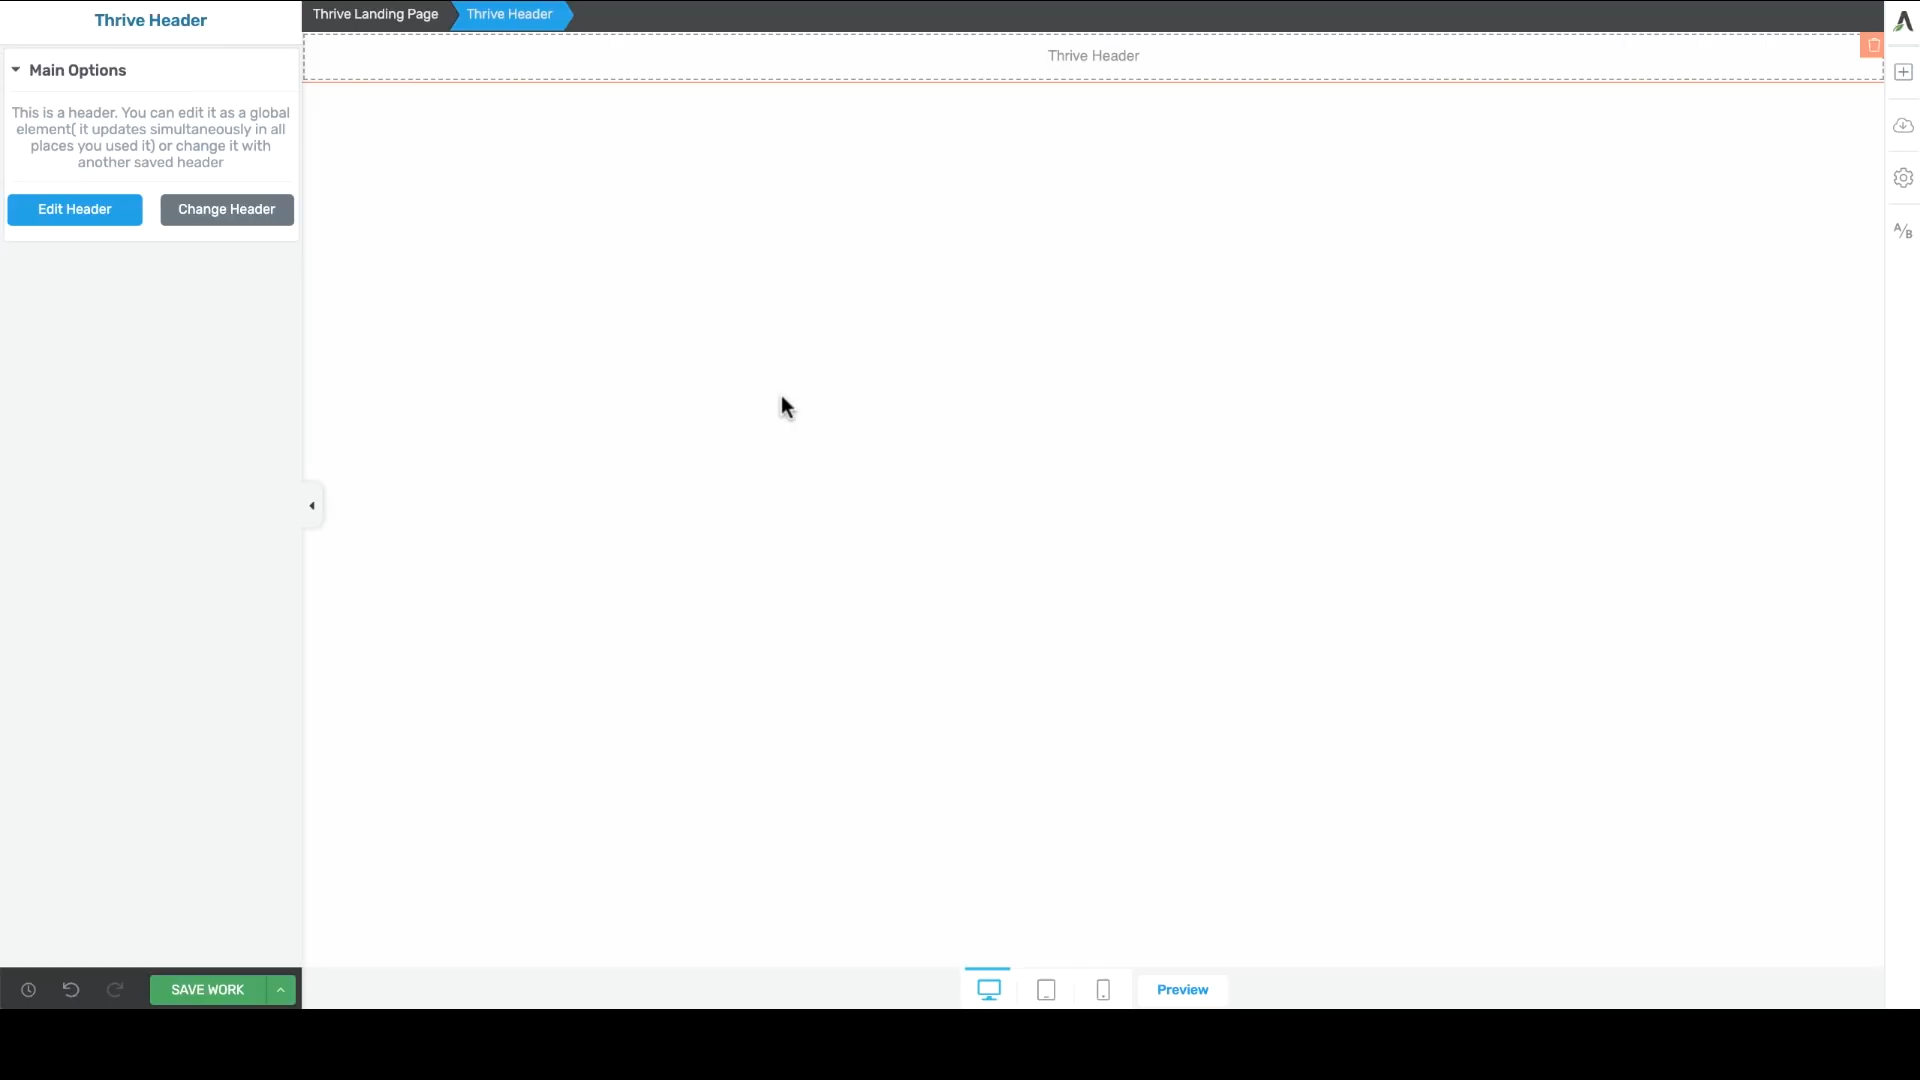 Thrive Header
Thrive Landing Page
Thrive Header
Thrive Header
Main Options
This is a header. You can edit it as a global
element( it updates simultaneously in all
places you used it) or change it with
another saved header
Edit Header
Change Header
A/B
SAVE WORK
Preview